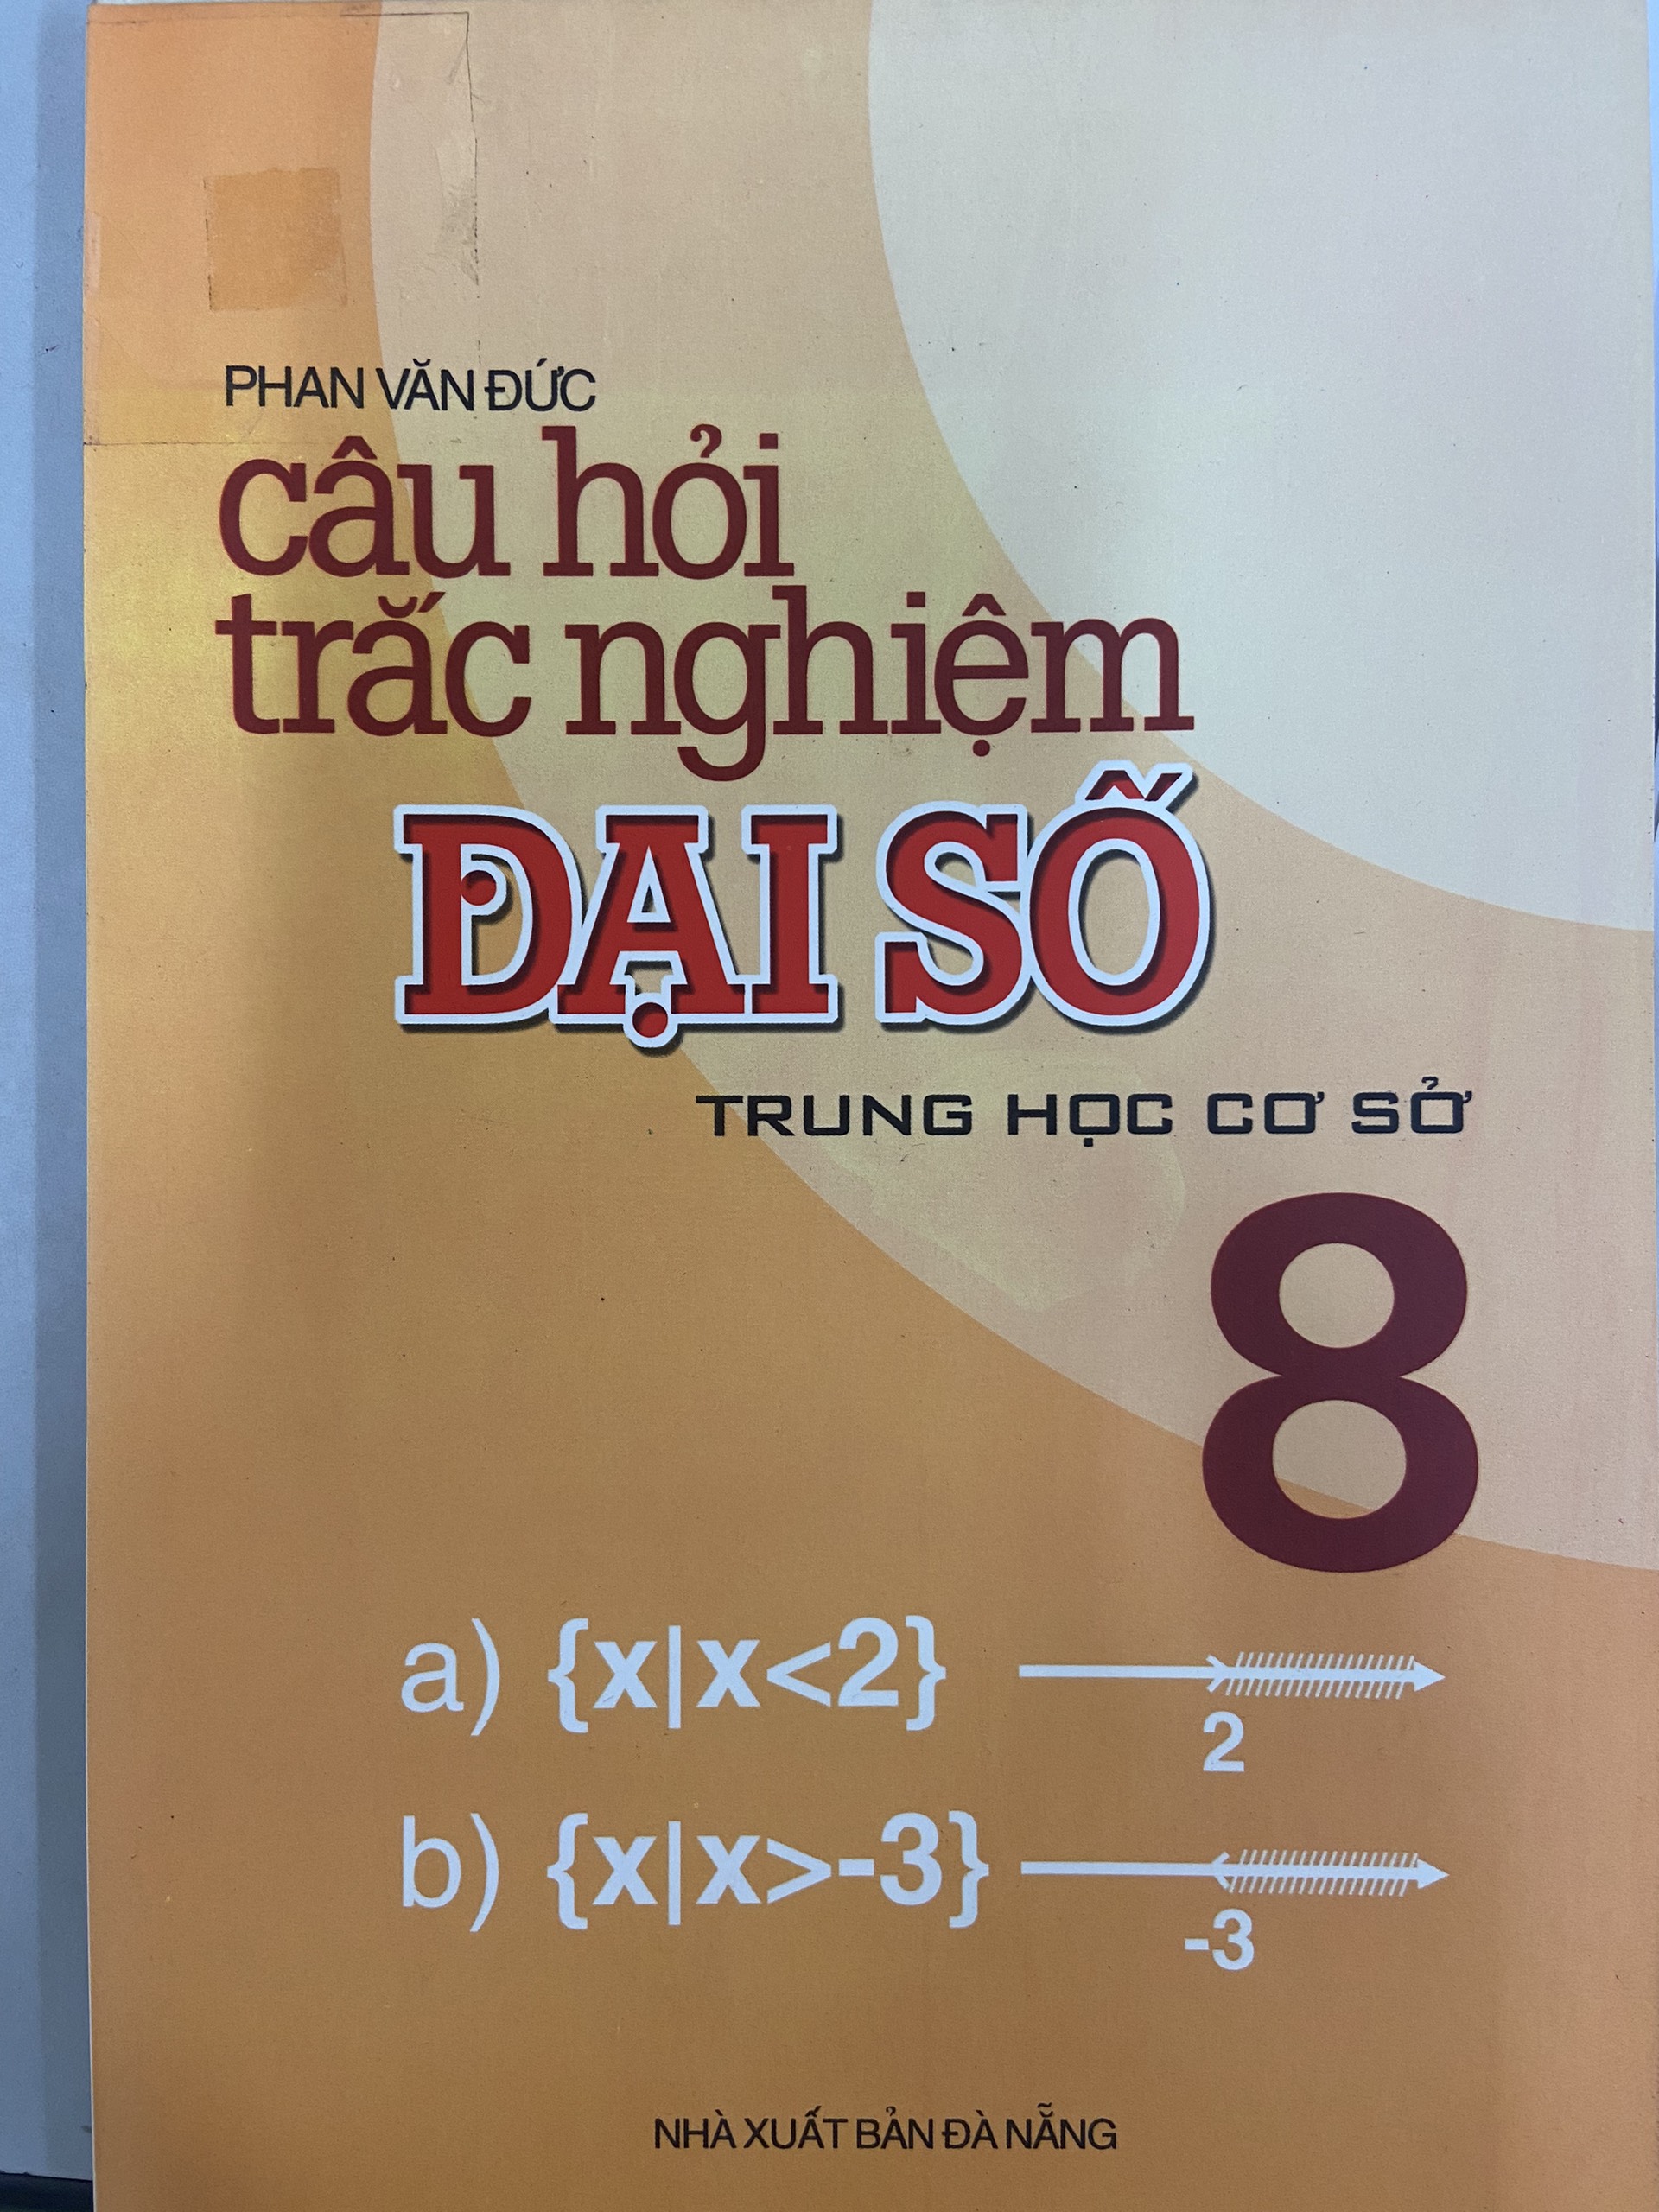 PHAN VĂN ĐỨC
câu hỏi
trắc nghiệm
ĐẠI SỐ
TRUNG HỌC CƠ SỞ
8
a) {x|x<2}
2
b) {x|x>-3}
-3
NHÀ XUẤT BẢN ĐÀ NẴNG